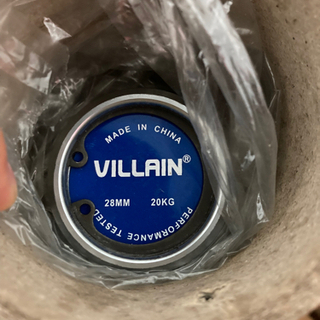 MADE IN CHINA
VILLAIN®
28MM 20KG
PERFORMANCE TESTED